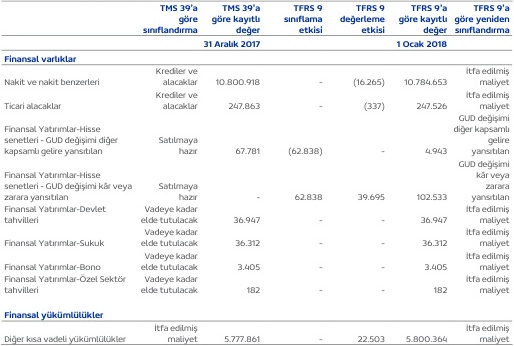 TMS 39'a TMS 39'a TFRS 9 TFRS 9 TFRS 9'a TFRS 9'a
göre göre kayıtlı sınıflama değerleme göre kayıtlı göre yeniden
sınıflandırma değer etkisi etkisi değer sınıflandırma
31 Aralık 2017 1 Ocak 2018
Finansal varlıklar
Krediler ve İtfa edilmiş
Nakit ve nakit benzerleri alacaklar 10.800.918 - (16.265) 10.784.653 maliyet
Krediler ve İtfa edilmiş
Ticari alacaklar alacaklar 247.863 - (337) 247.526 maliyet
GUD değişimi
Finansal Yatırımlar-Hisse diğer kapsamlı
senetleri - GUD değişimi diğer Satılmaya gelire
kapsamlı gelire yansıtılan hazır 67.781 (62.838) - 4.943 yansıtılan
GUD değişimi
Finansal Yatırımlar-Hisse kâr veya
senetleri - GUD değişimi kâr veya Satılmaya zarara
zarara yansıtılan hazır - 62.838 39.695 102.533 yansıtılan
Finansal Yatırımlar-Devlet Vadeye kadar İtfa edilmiş
tahvilleri elde tutulacak 36.947 - - 36.947 maliyet
Vadeye kadar İtfa edilmiş
Finansal Yatırımlar-Sukuk elde tutulacak 36.312 - - 36.312 maliyet
Vadeye kadar İtfa edilmiş
Finansal Yatırımlar-Bono elde tutulacak 3.405 - - 3.405 maliyet
Finansal Yatırımlar-Özel Sektör Vadeye kadar İtfa edilmiş
tahvilleri elde tutulacak 182 - - 182 maliyet
Finansal yükümlülükler
İtfa edilmiş İtfa edilmiş
Diğer kısa vadeli yükümlülükler maliyet 5.777.861 - 22.503 5.800.364 maliyet